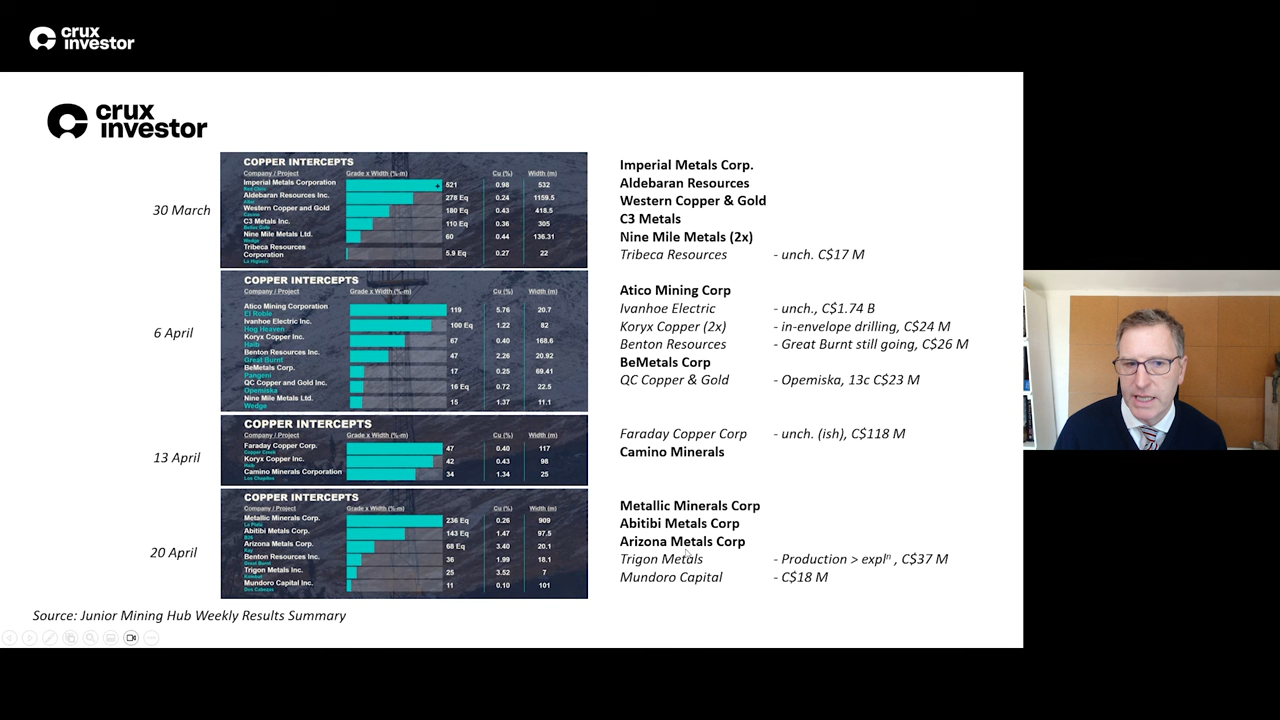 crux
investor
crux
investor
30 March
COPPER INTERCEPTS
Company / Project Grade x Width (%-m) Cu (%) Width (m)
Imperial Metals Corporation 521 0.98 532
Red Chris
Aldebaran Resources Inc. 278 Eq 0.24 1159.5
Altar
Western Copper and Gold 180 Eq 0.43 418.5
Casino
C3 Metals Inc. 110 Eq 0.36 305
Bellas Gate
Nine Mile Metals Ltd. 60 0.44 136.31
Wedge
Tribeca Resources
Corporation 5.9 Eq 0.27 22
La Higuera
Imperial Metals Corp.
Aldebaran Resources
Western Copper & Gold
C3 Metals
Nine Mile Metals (2x)
Tribeca Resources - unch. C$17 M
6 April
COPPER INTERCEPTS
Company / Project Grade x Width (%-m) Cu (%) Width (m)
Atico Mining Corporation 119 5.76 20.7
El Roble
Ivanhoe Electric Inc. 100 Eq 1.22 82
Hog Heaven
Koryx Copper Inc. 67 0.40 168.6
Haib
Benton Resources Inc. 47 2.26 20.92
Great Burnt
BeMetals Corp. 17 0.25 69.41
Pangeni
QC Copper and Gold Inc. 16 Eq 0.72 22.5
Opemiska
Nine Mile Metals Ltd. 15 1.37 11.1
Wedge
Atico Mining Corp
Ivanhoe Electric - unch., C$1.74 B
Koryx Copper (2x) - in-envelope drilling, C$24 M
Benton Resources - Great Burnt still going, C$26 M
BeMetals Corp
QC Copper & Gold - Opemiska, 13c C$23 M
13 April
COPPER INTERCEPTS
Company / Project Grade x Width (%-m) Cu (%) Width (m)
Faraday Copper Corp. 47 0.40 117
Copper Creek
Koryx Copper Inc. 42 0.43 98
Haib
Camino Minerals Corporation 34 1.34 25
Los Chapitos
Faraday Copper Corp - unch. (ish), C$118 M
Camino Minerals
20 April
COPPER INTERCEPTS
Company / Project Grade x Width (%-m) Cu (%) Width (m)
Metallic Minerals Corp. 236 Eq 0.26 909
La Plata
Abitibi Metals Corp. 143 Eq 1.47 97.5
B26
Arizona Metals Corp. 68 Eq 3.40 20.1
Kay
Benton Resources Inc. 36 1.99 18.1
Great Burnt
Trigon Metals Inc. 25 3.52 7
Kombat
Mundoro Capital Inc. 11 0.10 101
Dos Cabezas
Metallic Minerals Corp
Abitibi Metals Corp
Arizona Metals Corp
Trigon Metals - Production > explⁿ , C$37 M
Mundoro Capital - C$18 M
Source: Junior Mining Hub Weekly Results Summary